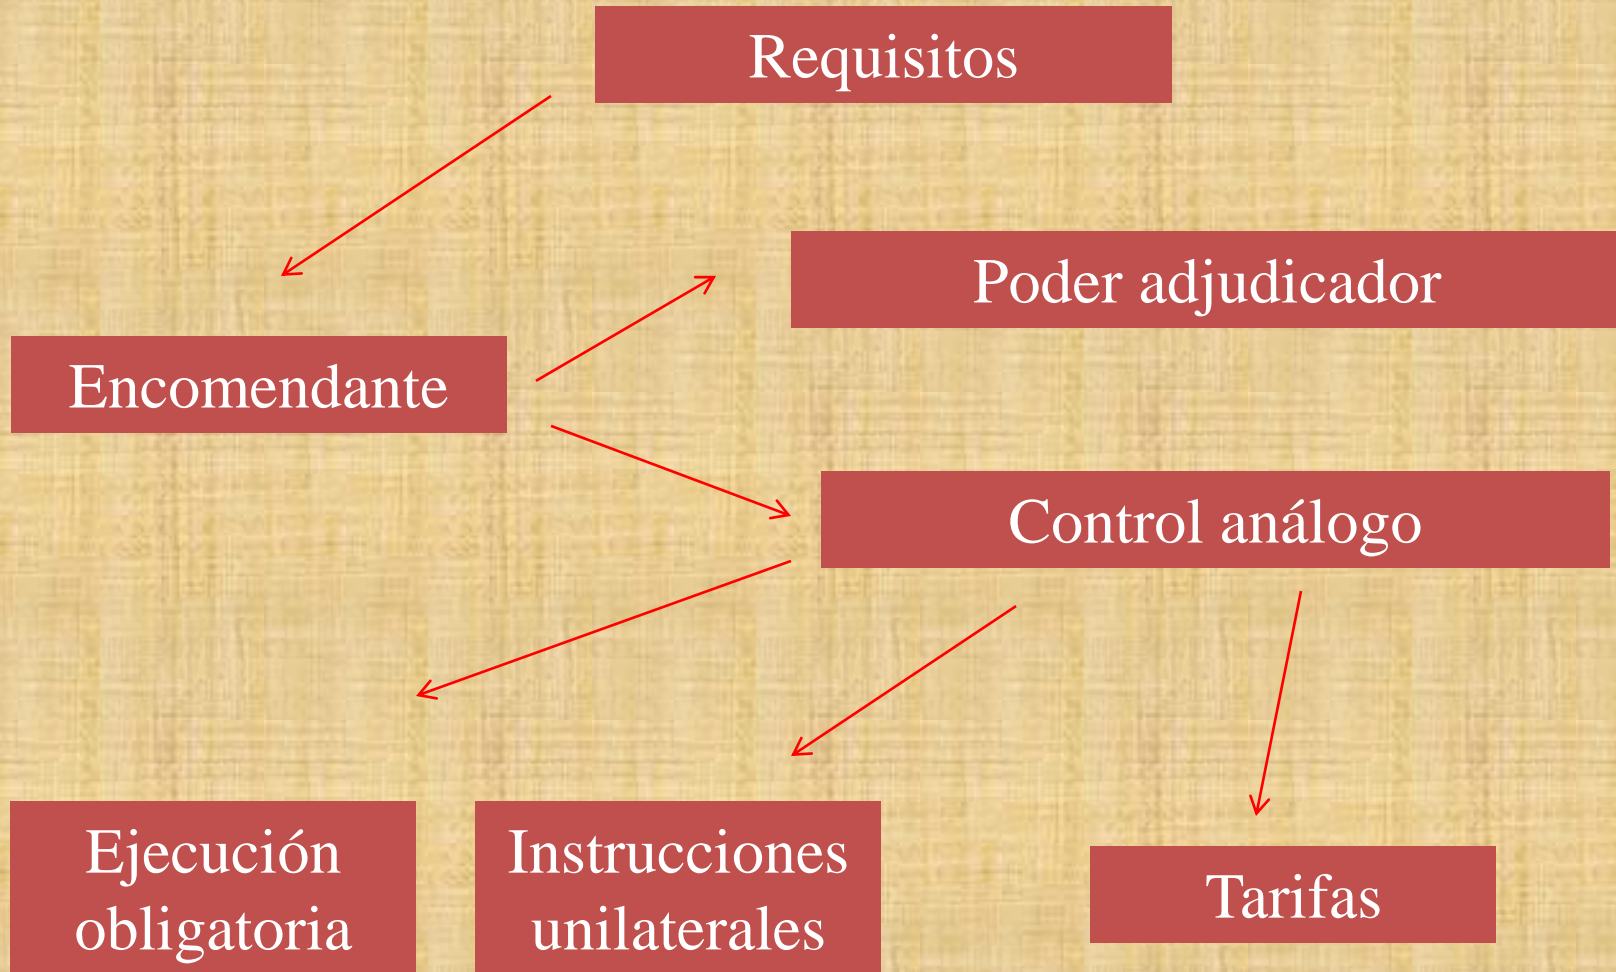 Requisitos
Poder adjudicador
Encomendante
Control análogo
Ejecución
obligatoria
Instrucciones
unilaterales
Tarifas